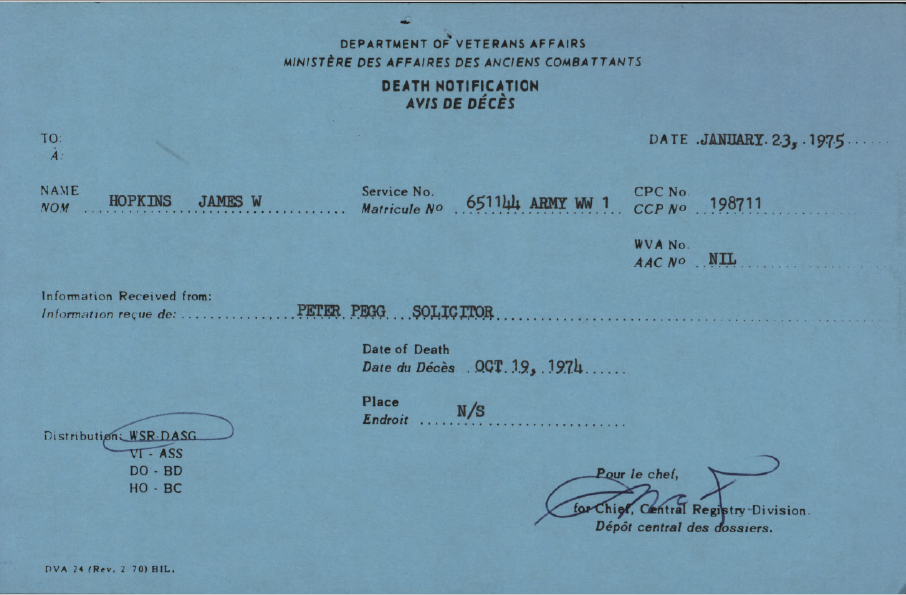 DEPARTMENT OF VETERANS AFFAIRS
MINISTÈRE DES AFFAIRES DES ANCIENS COMBATTANTS
DEATH NOTIFICATION
AVIS DE DÉCÈS
TO:
À:
DATE .JANUARY.23,.1975......
NAME
NOM ....HOPKINS JAMES W............
Service No.
Matricule No ..651144 ARMY WW 1
CPC No.
CCP No ..198711
WVA No.
AAC No ..NIL
Information Received from:
Information reçue de: ..............PETER PEGG...SOLICITOR
Date of Death
Date du Décès .OCT.19,.1974......
Place
Endroit .....N/S
Distribution: WSR-DASG
VI - ASS
DO - BD
HO - BC
Pour le chef,
for Chief, Central Registry Division.
Dépôt central des dossiers.
DVA 24 (Rev. 2-70) BIL.